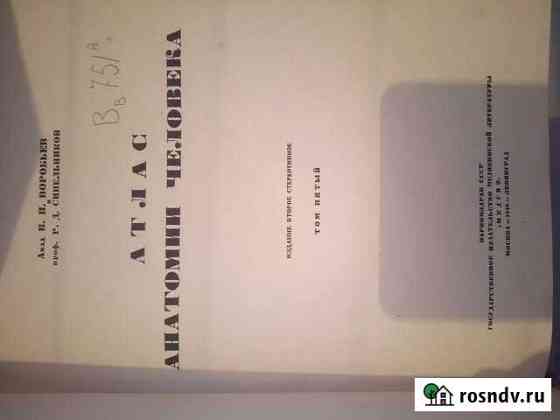 Акад. В. П. ВОРОБЬЕВ
и
проф. Р. Д. СИНЕЛЬНИКОВ
Вв 751/А
АТЛАС
АНАТОМИИ ЧЕЛОВЕКА
ИЗДАНИЕ ВТОРОЕ СТЕРЕОТИПНОЕ
ТОМ ПЯТЫЙ
НАРКОМЗДРАВ СССР
ГОСУДАРСТВЕННОЕ ИЗДАТЕЛЬСТВО МЕДИЦИНСКОЙ ЛИТЕРАТУРЫ
„МЕДГИЗ“
МОСКВА — ЛЕНИНГРАД
rosndv.ru